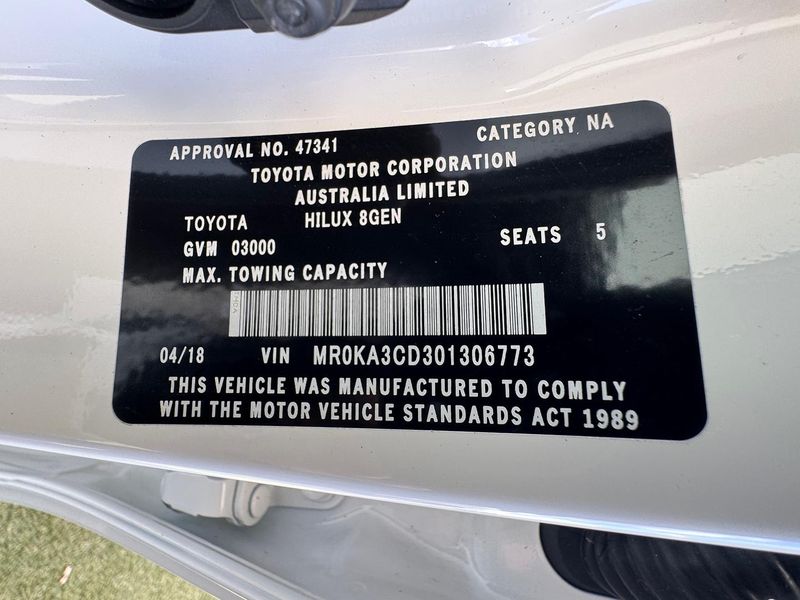 APPROVAL NO. 47341 CATEGORY NA
TOYOTA MOTOR CORPORATION
AUSTRALIA LIMITED
TOYOTA HILUX 8GEN
GVM 03000 SEATS 5
MAX. TOWING CAPACITY
04/18 VIN MR0KA3CD301306773
THIS VEHICLE WAS MANUFACTURED TO COMPLY
WITH THE MOTOR VEHICLE STANDARDS ACT 1989